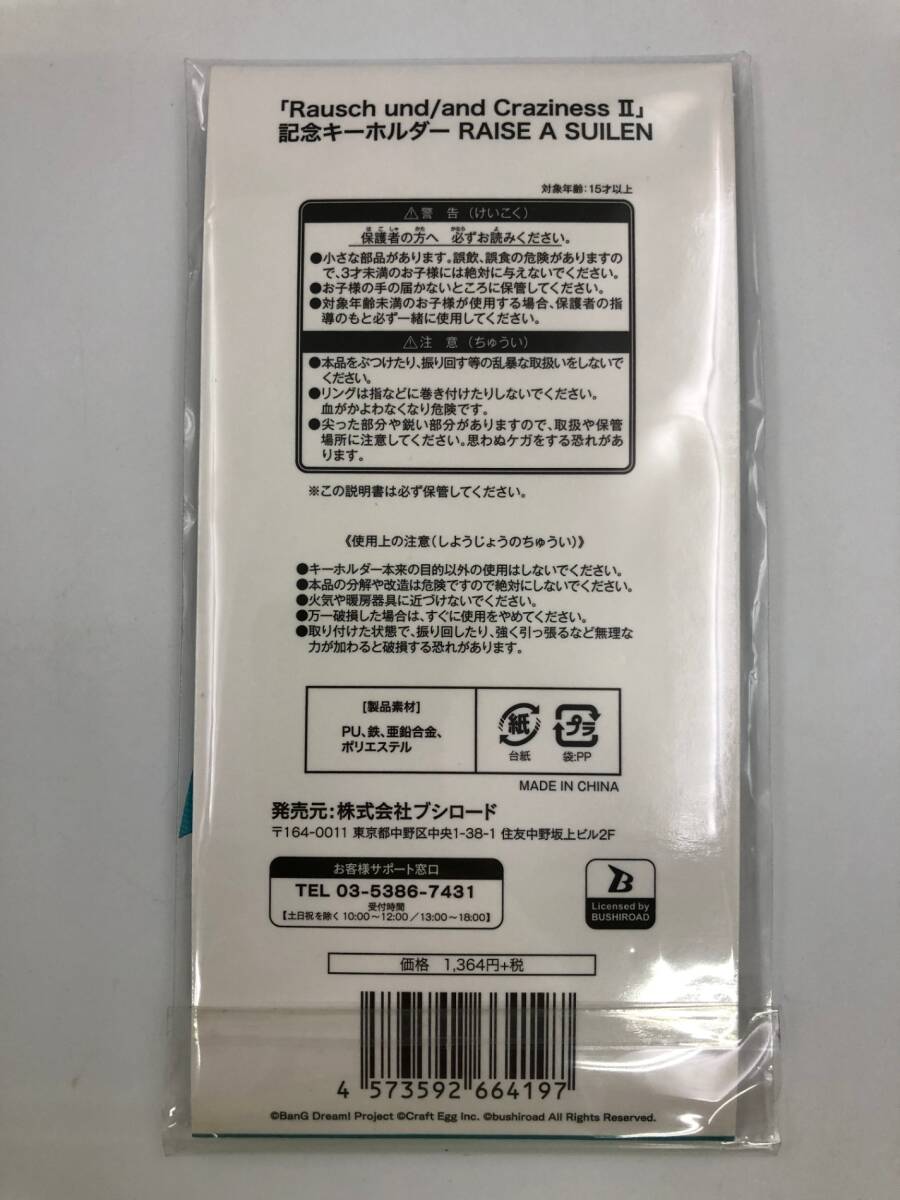 「Rausch und/and Craziness Ⅱ」
記念キーホルダー RAISE A SUILEN
対象年齢:15才以上
⚠警 告（けいこく）
保護者の方へ 必ずお読みください。
●小さな部品があります。誤飲、誤食の危険がありますの
で、3才未満のお子様には絶対に与えないでください。
●お子様の手の届かないところに保管してください。
●対象年齢未満のお子様が使用する場合、保護者の指
導のもと必ず一緒に使用してください。
⚠注 意（ちゅうい）
●本品をぶつけたり、振り回す等の乱暴な取扱いをしないで
ください。
●リングは指などに巻き付けたりしないでください。
血がかよわなくなり危険です。
●尖った部分や鋭い部分がありますので、取扱や保管
場所に注意してください。思わぬケガをする恐れがあ
ります。
※この説明書は必ず保管してください。
《使用上の注意（しようじょうのちゅうい）》
●キーホルダー本来の目的以外の使用はしないでください。
●本品の分解や改造は危険ですので絶対にしないでください。
●火気や暖房器具に近づけないでください。
●万一破損した場合は、すぐに使用をやめてください。
●取り付けた状態で、振り回したり、強く引っ張るなど無理な
力が加わると破損する恐れがあります。
[製品素材]
PU、鉄、亜鉛合金、
ポリエステル
紙
台紙
プラ
袋:PP
MADE IN CHINA
発売元:株式会社ブシロード
〒164-0011 東京都中野区中央1-38-1 住友中野坂上ビル2F
お客様サポート窓口
TEL 03-5386-7431
受付時間
【土日祝を除く 10:00～12:00／13:00～18:00】
B
Licensed by
BUSHIROAD
価格 1,364円+税
4 573592 664197
©BanG Dream! Project ©Craft Egg Inc. ©bushiroad All Rights Reserved.